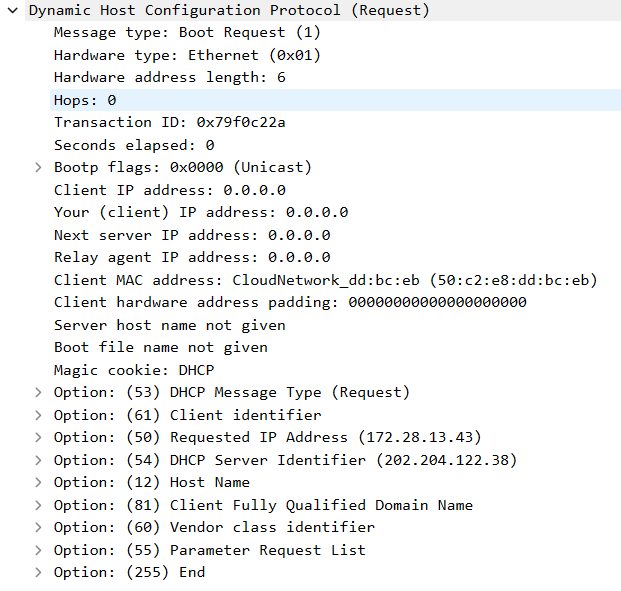 Dynamic Host Configuration Protocol (Request)
Message type: Boot Request (1)
Hardware type: Ethernet (0x01)
Hardware address length: 6
Hops: 0
Transaction ID: 0x79f0c22a
Seconds elapsed: 0
Bootp flags: 0x0000 (Unicast)
Client IP address: 0.0.0.0
Your (client) IP address: 0.0.0.0
Next server IP address: 0.0.0.0
Relay agent IP address: 0.0.0.0
Client MAC address: CloudNetwork_dd:bc:eb (50:c2:e8:dd:bc:eb)
Client hardware address padding: 00000000000000000000
Server host name not given
Boot file name not given
Magic cookie: DHCP
Option: (53) DHCP Message Type (Request)
Option: (61) Client identifier
Option: (50) Requested IP Address (172.28.13.43)
Option: (54) DHCP Server Identifier (202.204.122.38)
Option: (12) Host Name
Option: (81) Client Fully Qualified Domain Name
Option: (60) Vendor class identifier
Option: (55) Parameter Request List
Option: (255) End